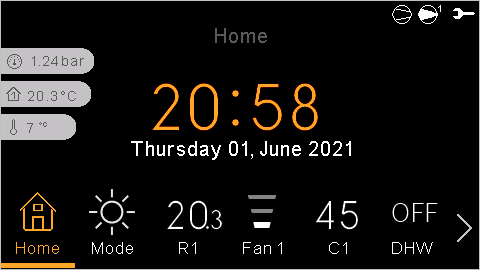 1
Home
1.24bar
20.3°C
7 °C
20:58
Thursday 01, June 2021
20.3 45 OFF
Home Mode R1 Fan 1 C1 DHW